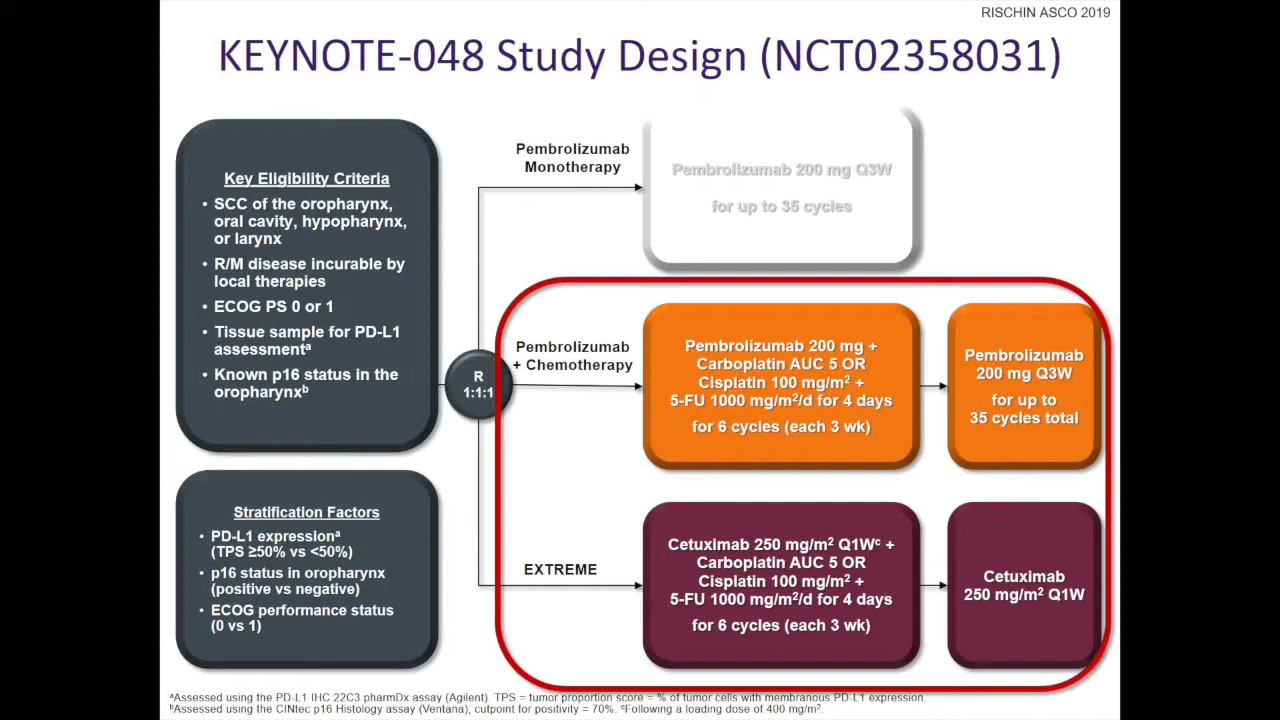 RISCHIN ASCO 2019
KEYNOTE-048 Study Design (NCT02358031)
Key Eligibility Criteria
• SCC of the oropharynx,
oral cavity, hypopharynx,
or larynx
• R/M disease incurable by
local therapies
• ECOG PS 0 or 1
• Tissue sample for PD-L1
assessmentᵃ
• Known p16 status in the
oropharynxᵇ
Stratification Factors
• PD-L1 expressionᵃ
(TPS ≥50% vs <50%)
• p16 status in oropharynx
(positive vs negative)
• ECOG performance status
(0 vs 1)
R
1:1:1
Pembrolizumab
Monotherapy
Pembrolizumab 200 mg Q3W
for up to 35 cycles
Pembrolizumab
+ Chemotherapy
Pembrolizumab 200 mg +
Carboplatin AUC 5 OR
Cisplatin 100 mg/m² +
5-FU 1000 mg/m²/d for 4 days
for 6 cycles (each 3 wk)
Pembrolizumab
200 mg Q3W
for up to
35 cycles total
EXTREME
Cetuximab 250 mg/m² Q1Wᶜ +
Carboplatin AUC 5 OR
Cisplatin 100 mg/m² +
5-FU 1000 mg/m²/d for 4 days
for 6 cycles (each 3 wk)
Cetuximab
250 mg/m² Q1W
ᵃAssessed using the PD-L1 IHC 22C3 pharmDx assay (Agilent). TPS = tumor proportion score = % of tumor cells with membranous PD-L1 expression.
ᵇAssessed using the CINtec p16 Histology assay (Ventana); cutpoint for positivity = 70%. ᶜFollowing a loading dose of 400 mg/m².